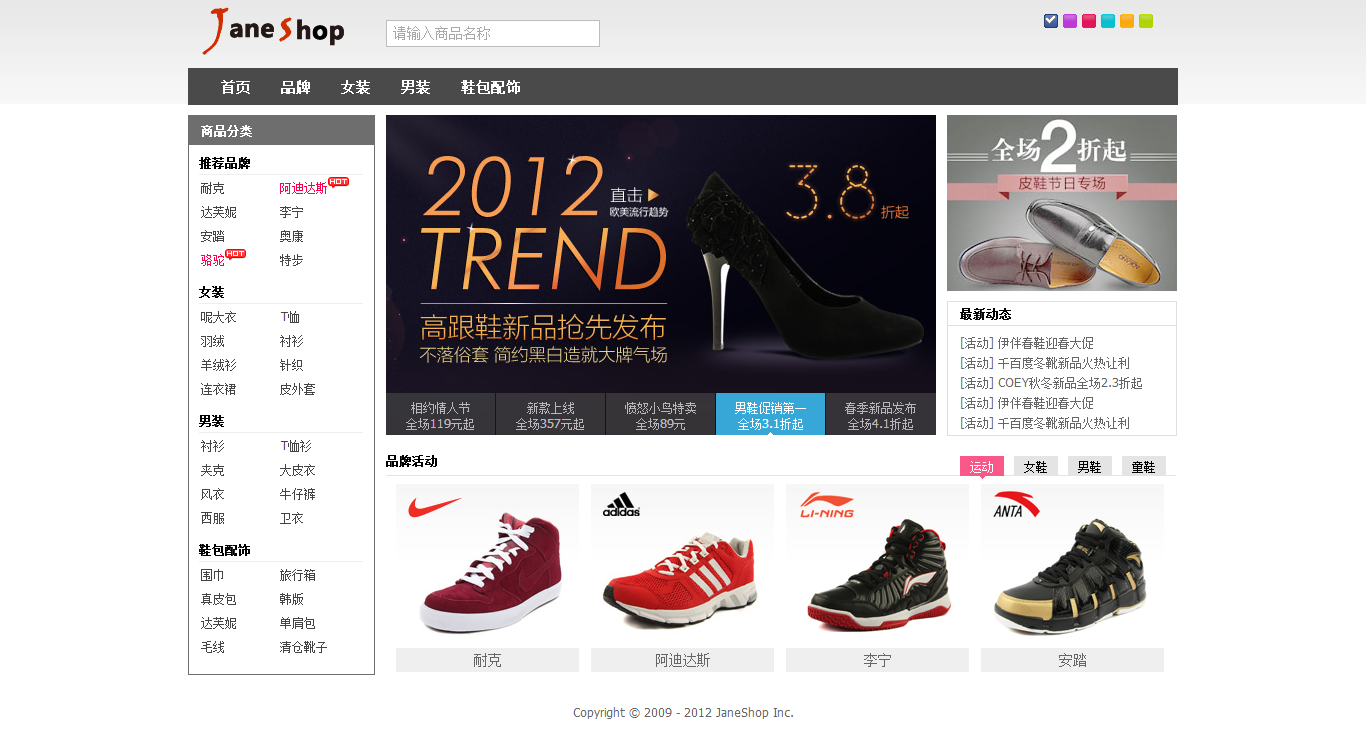 Jane Shop
请输入商品名称
首页 品牌 女装 男装 鞋包配饰
商品分类
推荐品牌
耐克 阿迪达斯 HOT
达芙妮 李宁
安踏 奥康
骆驼 HOT 特步
女装
呢大衣 T恤
羽绒 衬衫
羊绒衫 针织
连衣裙 皮外套
男装
衬衫 T恤衫
夹克 大皮衣
风衣 牛仔裤
西服 卫衣
鞋包配饰
围巾 旅行箱
真皮包 韩版
达芙妮 单肩包
毛线 清仓靴子
2012
TREND
直击
欧美流行趋势
3.8折起
高跟鞋新品抢先发布
不落俗套 简约黑白造就大牌气场
相约情人节
全场119元起
新款上线
全场357元起
愤怒小鸟特卖
全场89元
男鞋促销第一
全场3.1折起
春季新品发布
全场4.1折起
全场2折起
皮鞋节日专场
最新动态
[活动] 伊伴春鞋迎春大促
[活动] 千百度冬靴新品火热让利
[活动] COEY秋冬新品全场2.3折起
[活动] 伊伴春鞋迎春大促
[活动] 千百度冬靴新品火热让利
品牌活动
运动 女鞋 男鞋 童鞋
adidas
LI-NING
ANTA
耐克 阿迪达斯 李宁 安踏
Copyright © 2009 - 2012 JaneShop Inc.